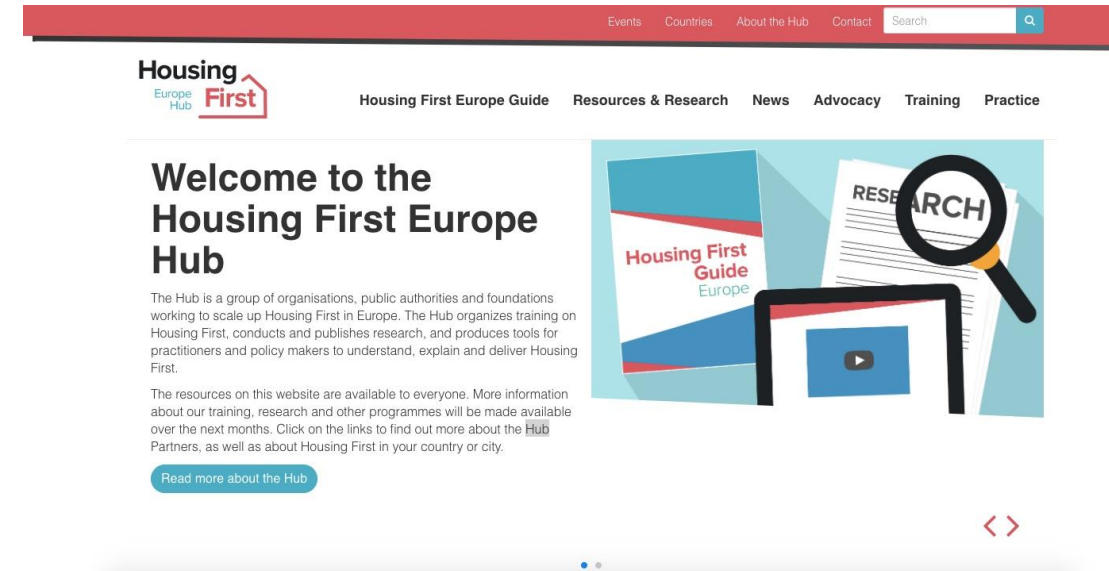 Events Countries About the Hub Contact Search
Housing
Europe
Hub
First
Housing First Europe Guide Resources & Research News Advocacy Training Practice
Welcome to the
Housing First Europe
Hub
The Hub is a group of organisations, public authorities and foundations
working to scale up Housing First in Europe. The Hub organizes training on
Housing First, conducts and publishes research, and produces tools for
practitioners and policy makers to understand, explain and deliver Housing
First.
The resources on this website are available to everyone. More information
about our training, research and other programmes will be made available
over the next months. Click on the links to find out more about the Hub
Partners, as well as about Housing First in your country or city.
Read more about the Hub
Housing First
Guide
Europe
RESEARCH